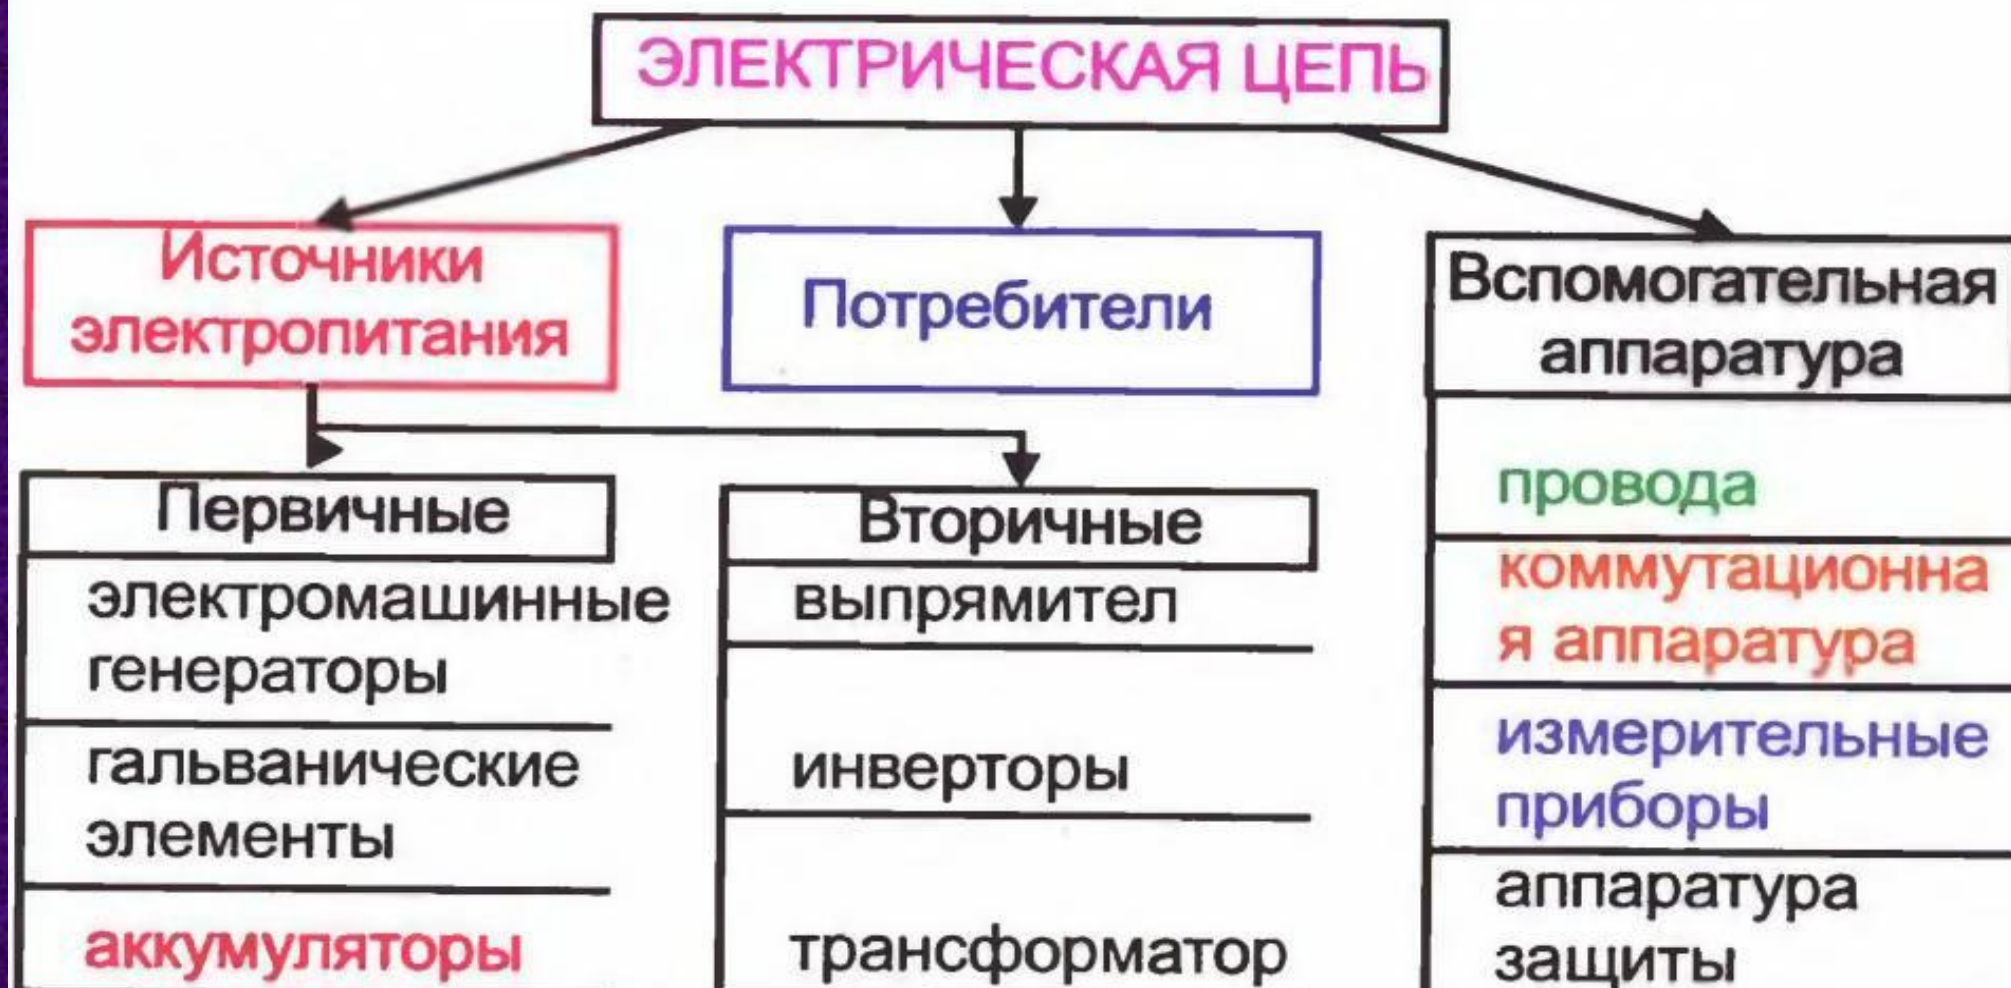 ЭЛЕКТРИЧЕСКАЯ ЦЕПЬ
Источники
электропитания
Потребители
Вспомогательная
аппаратура
Первичные
электромашинные
генераторы
гальванические
элементы
аккумуляторы
Вторичные
выпрямител
инверторы
трансформатор
провода
коммутационна
я аппаратура
измерительные
приборы
аппаратура
защиты